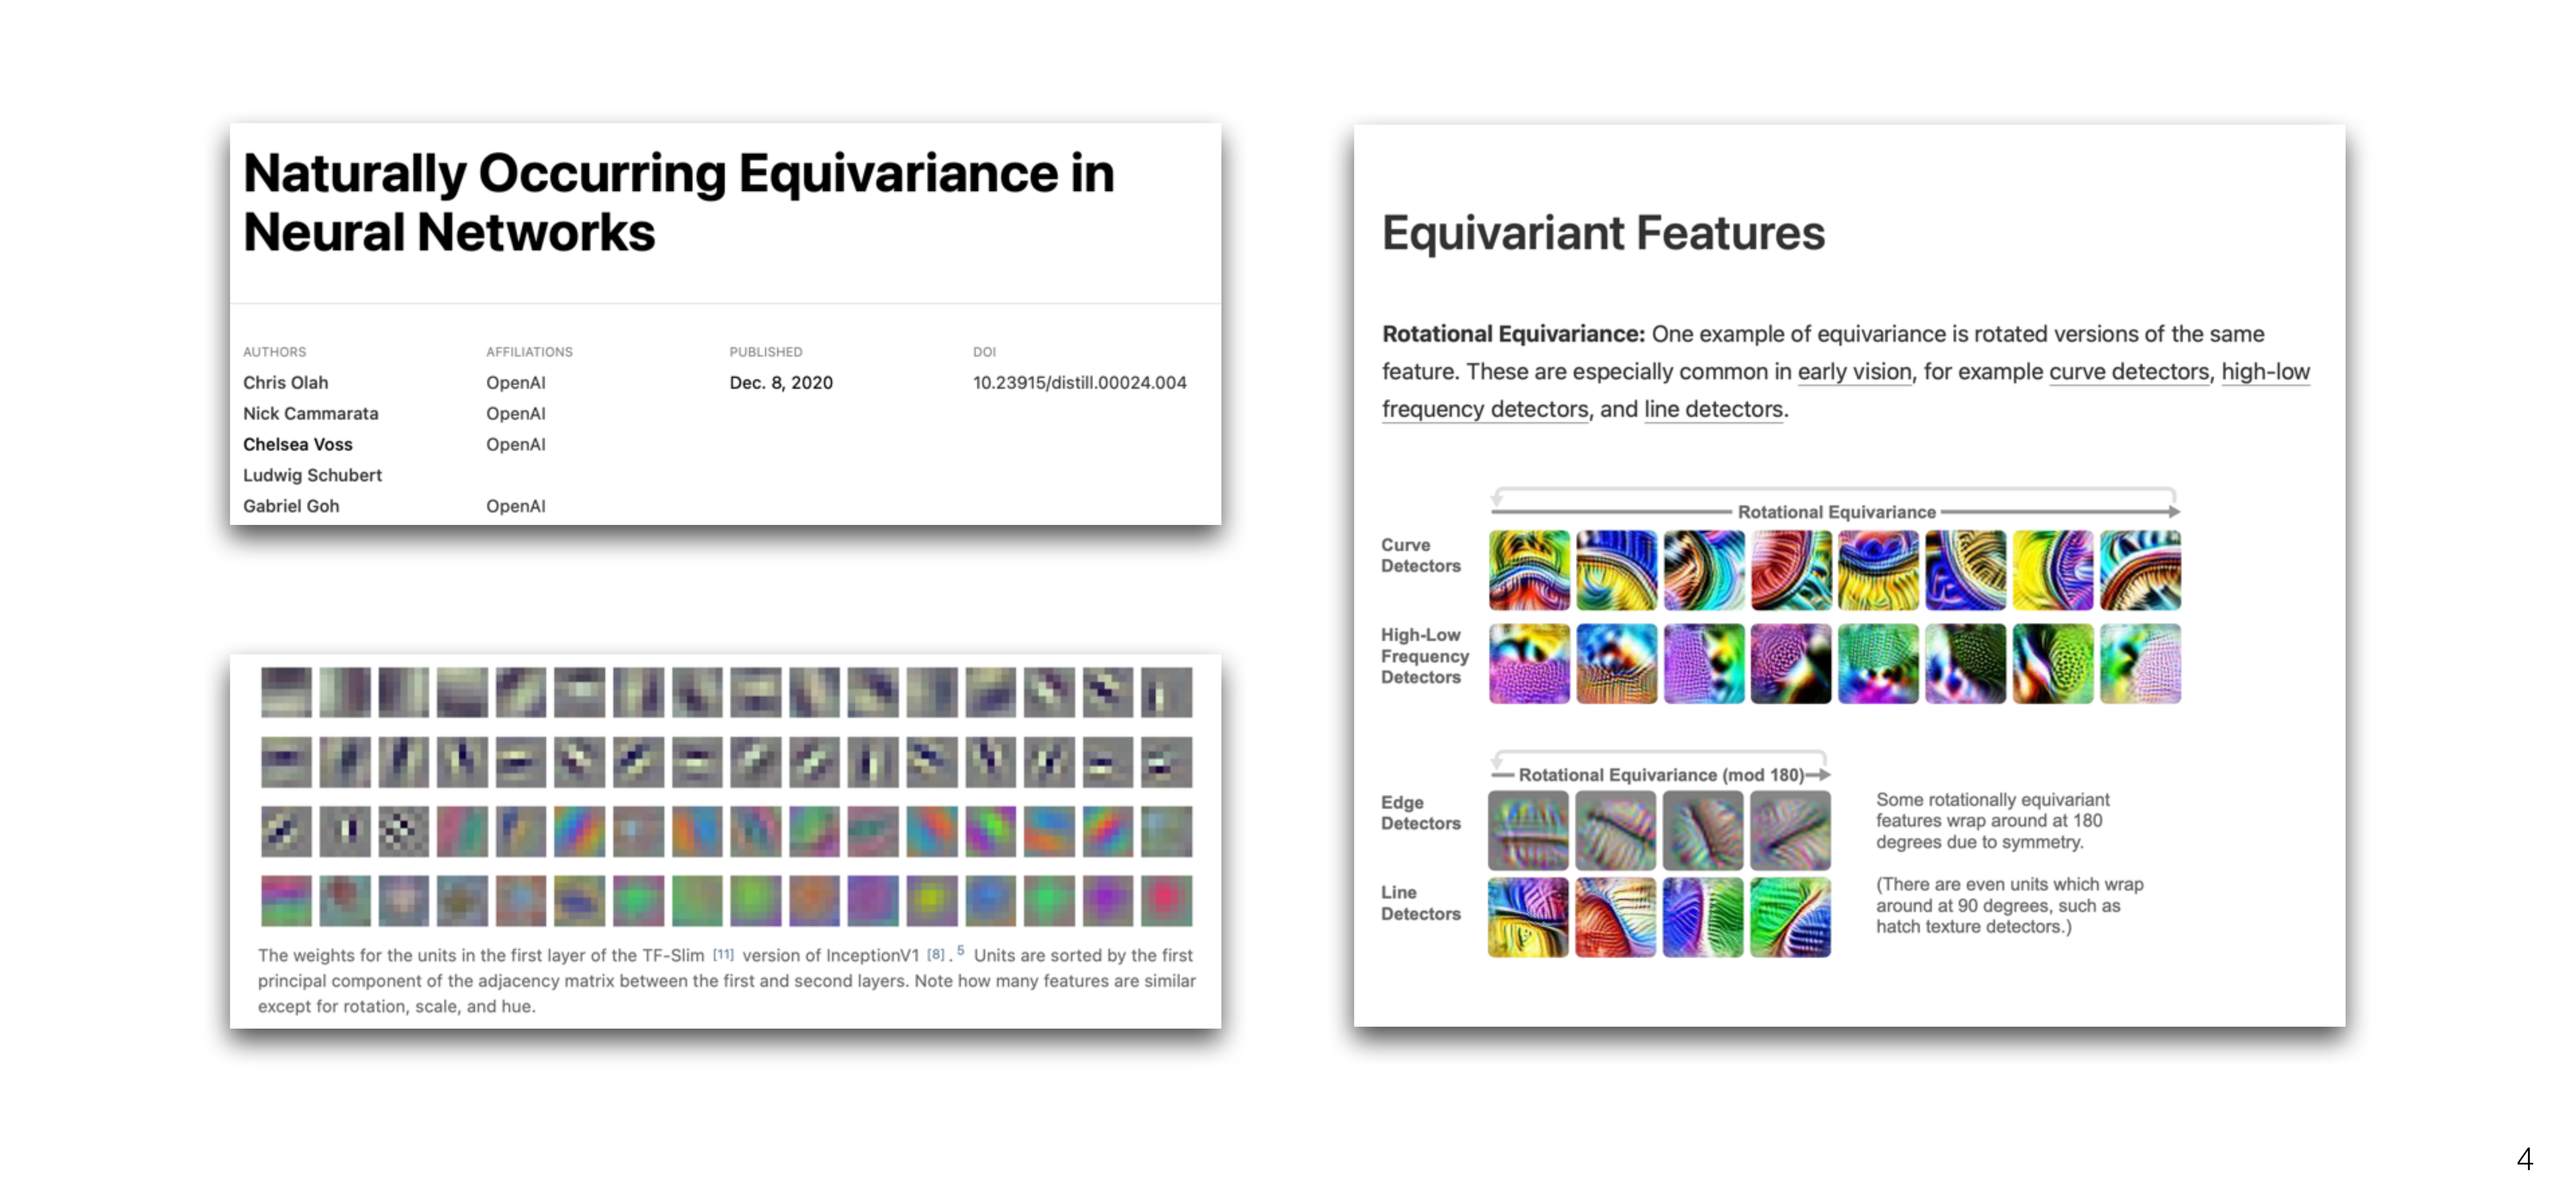 Naturally Occurring Equivariance in
Neural Networks
AUTHORS AFFILIATIONS PUBLISHED DOI
Chris Olah OpenAI Dec. 8, 2020 10.23915/distill.00024.004
Nick Cammarata OpenAI
Chelsea Voss OpenAI
Ludwig Schubert
Gabriel Goh OpenAI
The weights for the units in the first layer of the TF-Slim [11] version of InceptionV1 [8]. 5 Units are sorted by the first
principal component of the adjacency matrix between the first and second layers. Note how many features are similar
except for rotation, scale, and hue.
Equivariant Features
Rotational Equivariance: One example of equivariance is rotated versions of the same
feature. These are especially common in early vision, for example curve detectors, high-low
frequency detectors, and line detectors.
Rotational Equivariance
Curve
Detectors
High-Low
Frequency
Detectors
Rotational Equivariance (mod 180)
Edge
Detectors
Line
Detectors
Some rotationally equivariant
features wrap around at 180
degrees due to symmetry.
(There are even units which wrap
around at 90 degrees, such as
hatch texture detectors.)
4